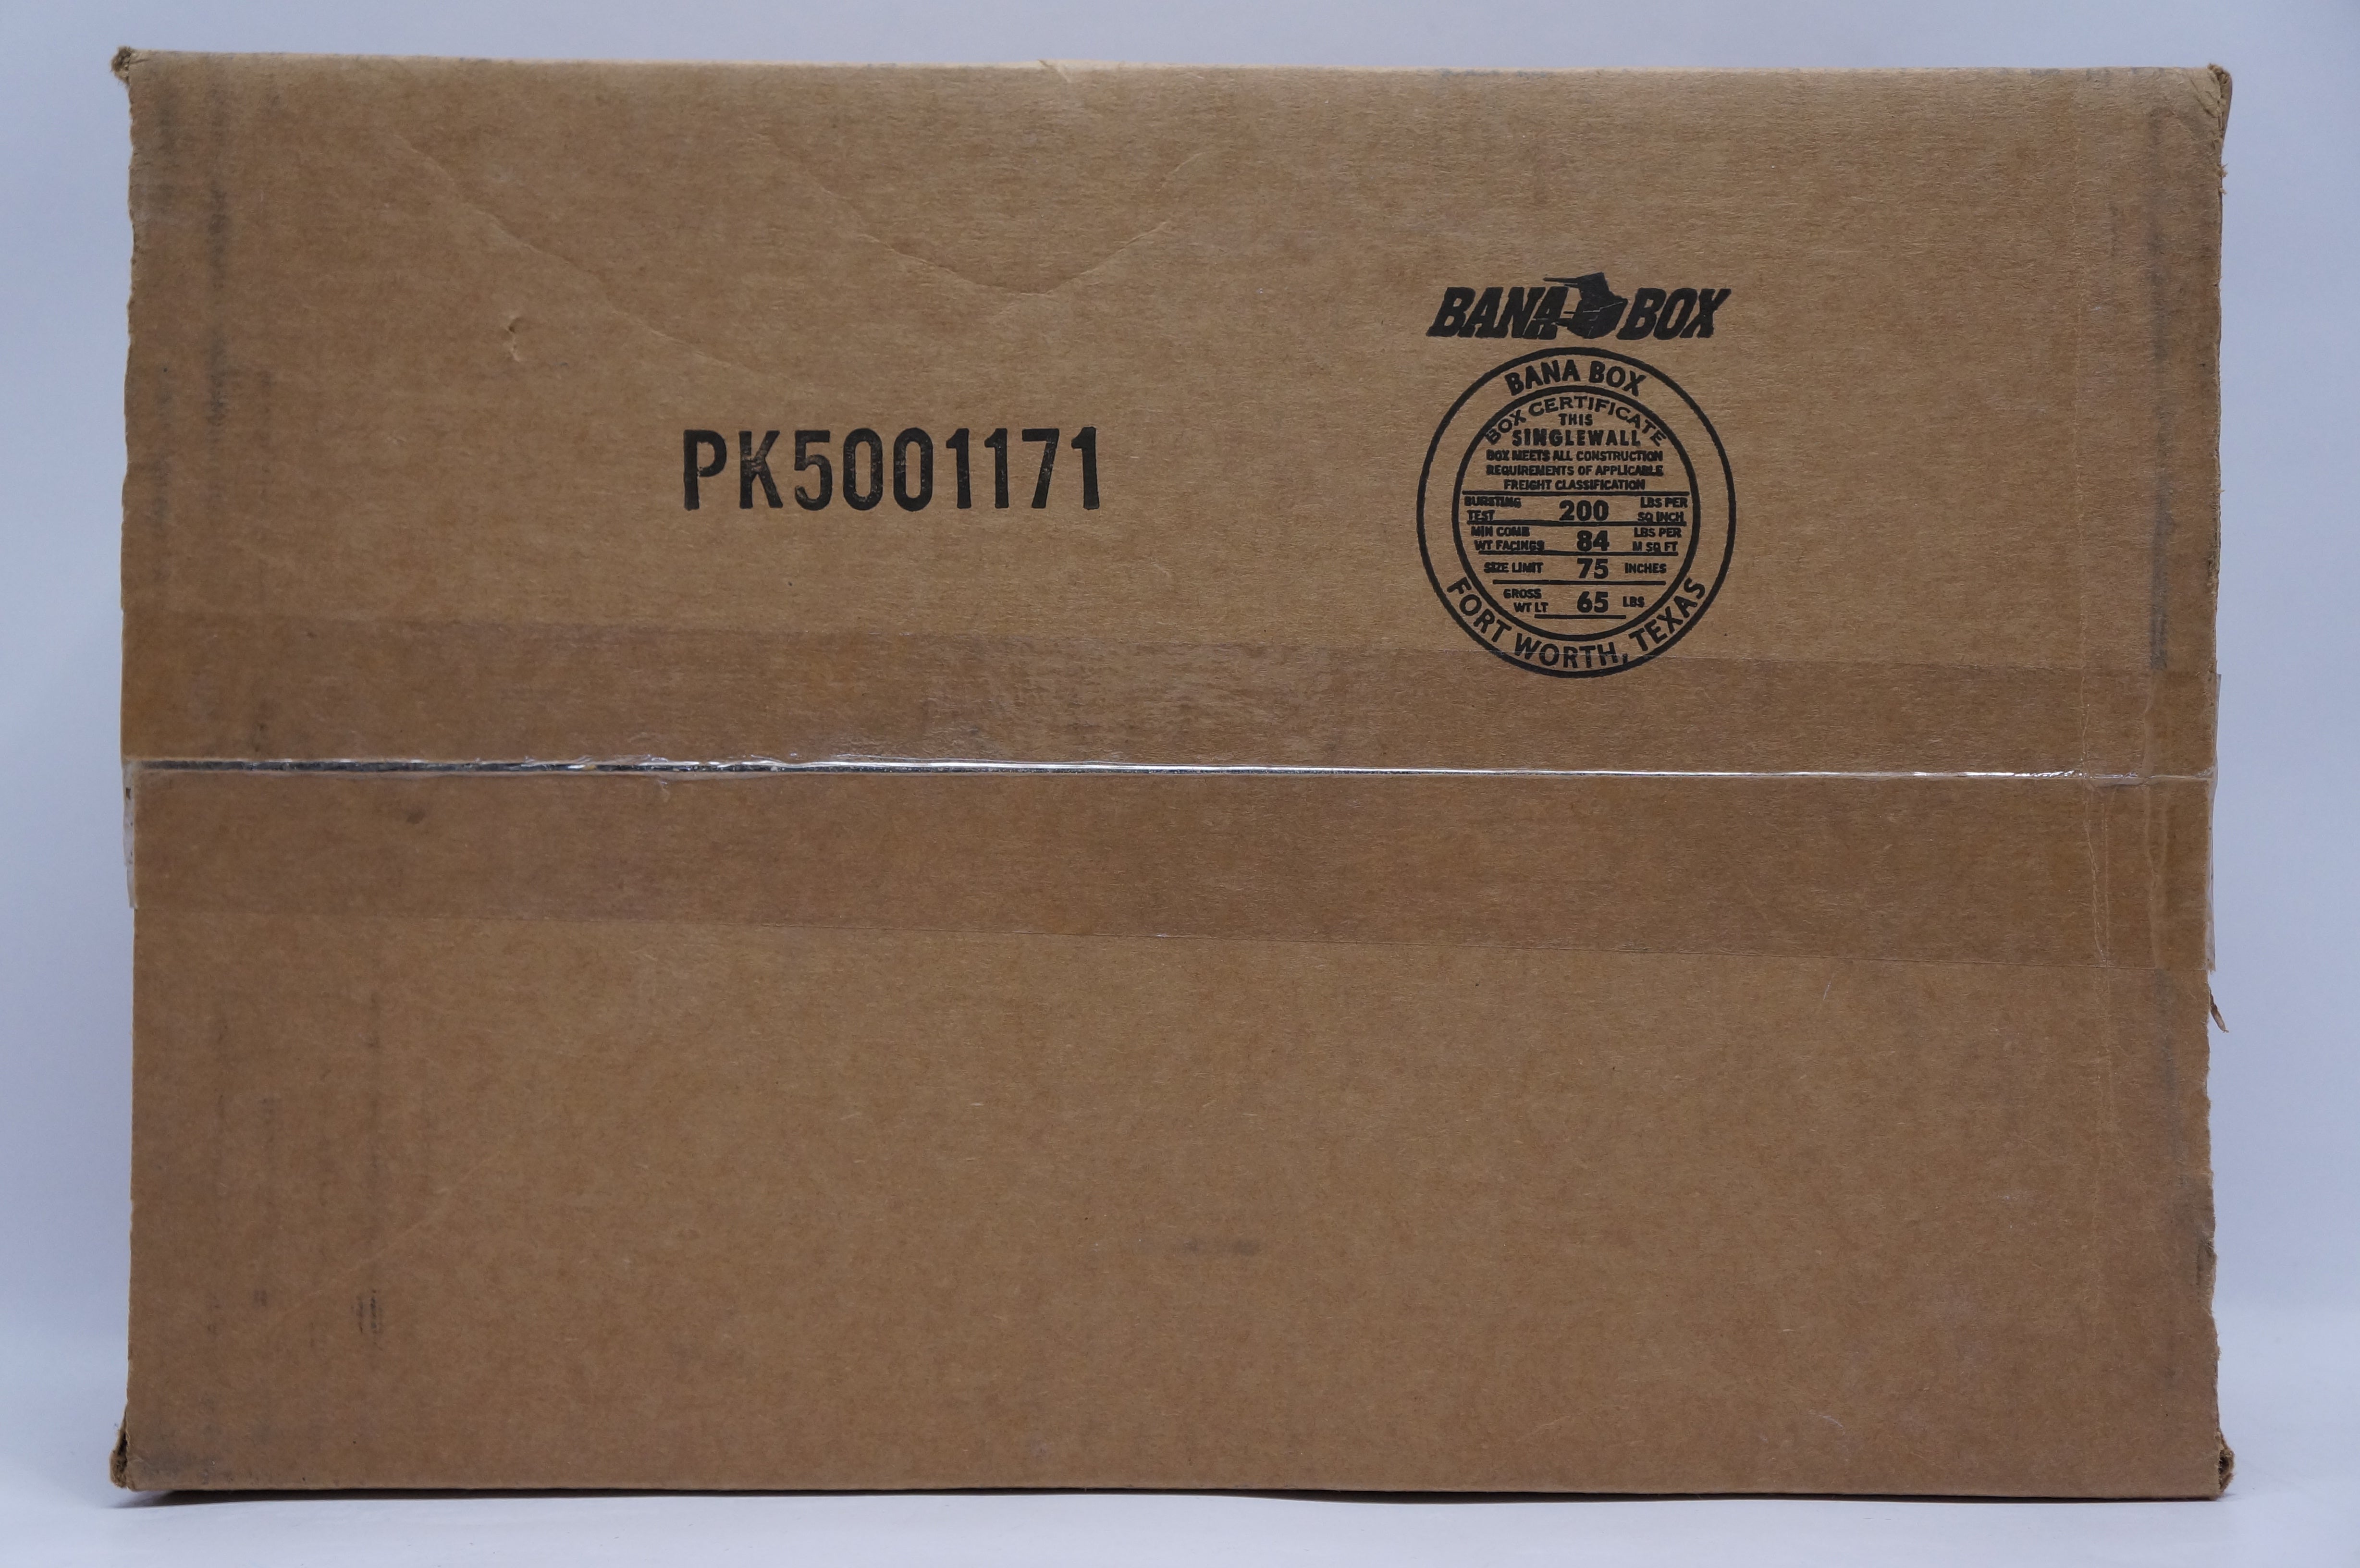 BANA BOX
PK5001171
BANA BOX
BOX CERTIFICATE
THIS
SINGLEWALL
BOX MEETS ALL CONSTRUCTION
REQUIREMENTS OF APPLICABLE
FREIGHT CLASSIFICATION
BURSTING TEST 200 LBS PER SQ INCH
MIN COMB WT FACINGS 84 LBS PER M SQ FT
SIZE LIMIT 75 INCHES
GROSS WT LT 65 LBS
FORT WORTH, TEXAS